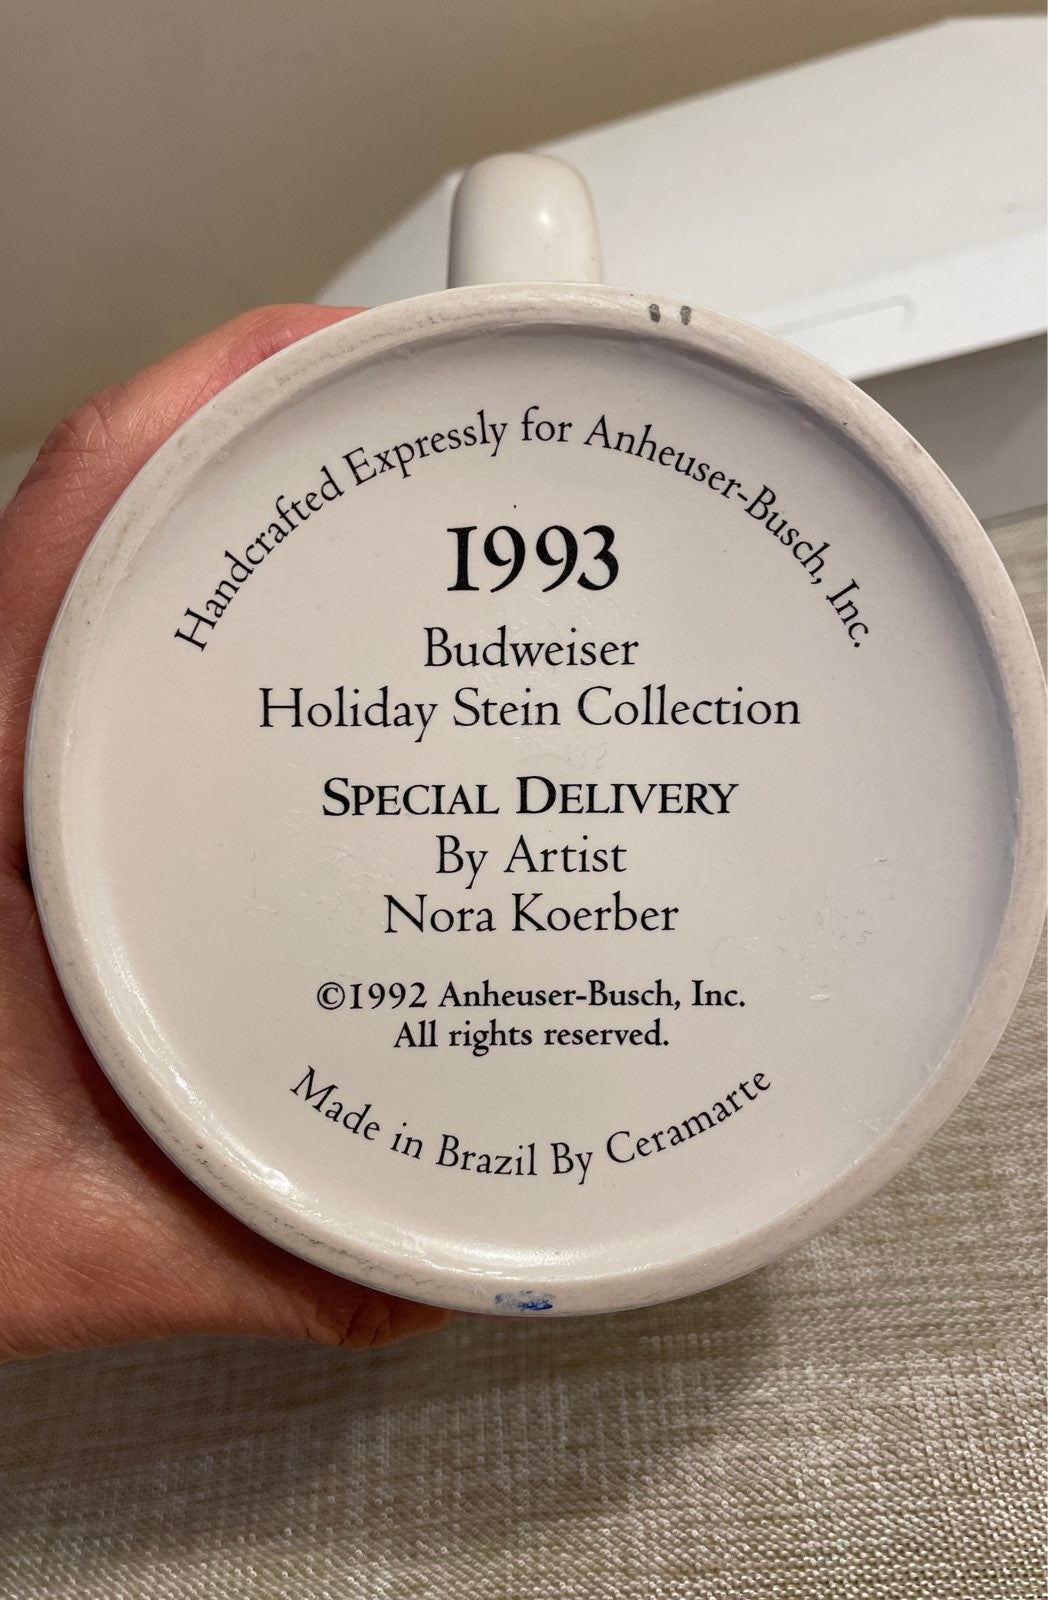 Handcrafted Expressly for Anheuser-Busch, Inc.
1993
Budweiser
Holiday Stein Collection
SPECIAL DELIVERY
By Artist
Nora Koerber
©1992 Anheuser-Busch, Inc.
All rights reserved.
Made in Brazil By Ceramarte